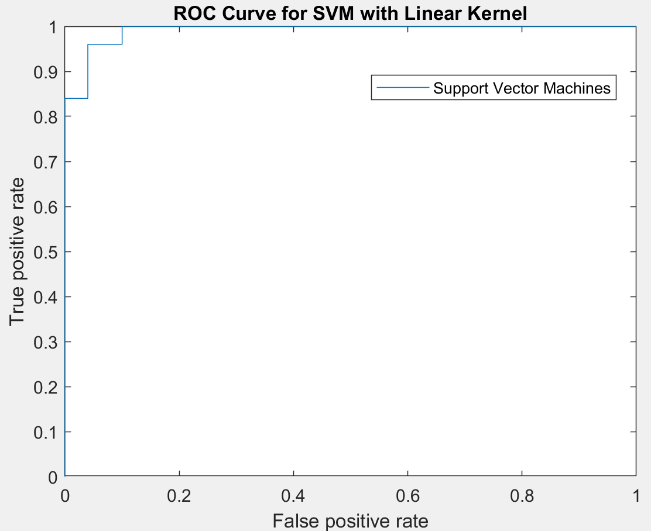 ROC Curve for SVM with Linear Kernel
1
0.9
0.8
0.7
0.6
0.5
0.4
0.3
0.2
0.1
0
True positive rate
Support Vector Machines
0 0.2 0.4 0.6 0.8 1
False positive rate